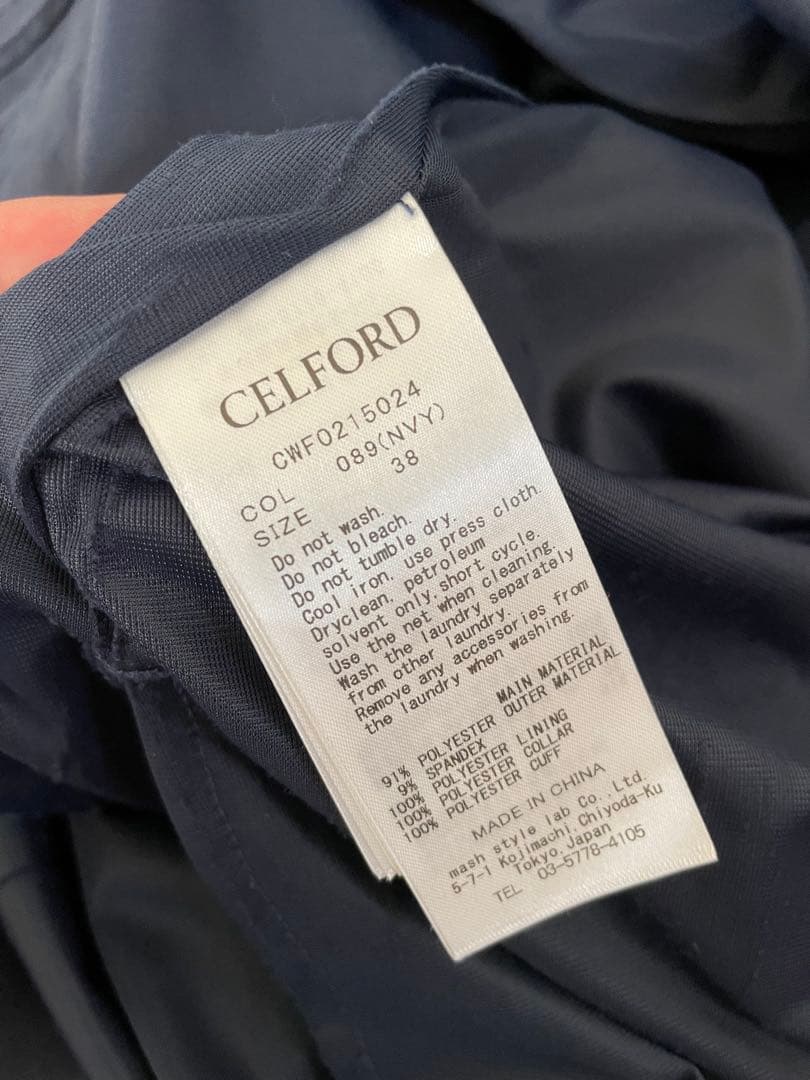 CELFORD
CWFO215024
COL 089(NVY)
SIZE 38
Do not wash.
Do not bleach.
Do not tumble dry.
Cool iron, use press cloth.
Dryclean, petroleum
solvent only, short cycle.
Use the net when cleaning.
Wash the laundry separately
from other laundry.
Remove any accessories from
the laundry when washing.
MAIN MATERIAL
91% POLYESTER OUTER MATERIAL
9% SPANDEX
100% POLYESTER LINING
100% POLYESTER COLLAR
100% POLYESTER CUFF
MADE IN CHINA
mash style lab Co.,Ltd.
5-7-1 Kojimachi, Chiyoda-Ku
Tokyo, Japan
TEL 03-5778-4105